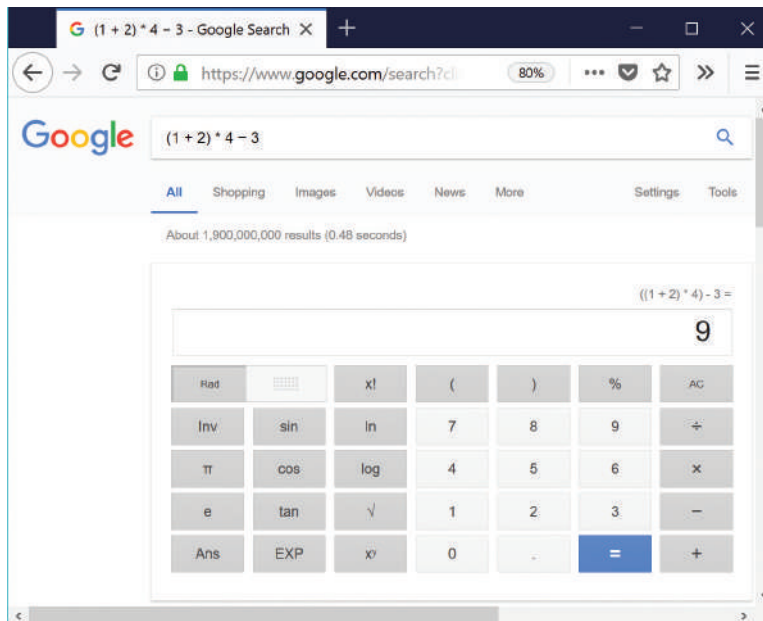 (1 + 2) * 4 − 3 - Google Search
https://www.google.com/search?cl
80%
Google
(1 + 2) * 4 − 3
All Shopping Images Videos News More Settings Tools
About 1,900,000,000 results (0.48 seconds)
((1 + 2) * 4) - 3 =
9
Rad x! ( ) % AC
Inv sin ln 7 8 9 ÷
π cos log 4 5 6 ×
e tan √ 1 2 3 −
Ans EXP xʸ 0 . = +